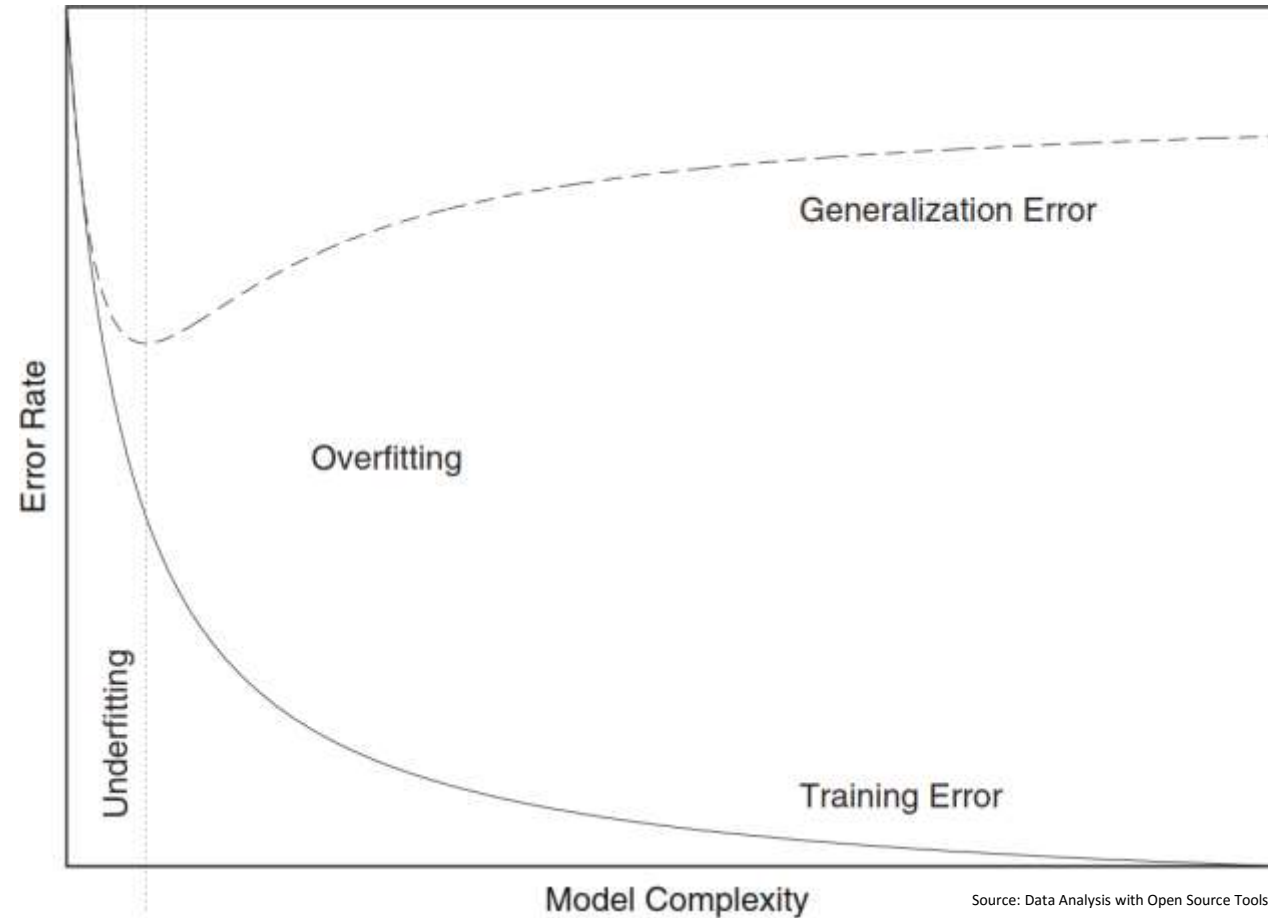 Generalization Error
Error Rate
Overfitting
Underfitting
Training Error
Model Complexity
Source: Data Analysis with Open Source Tools